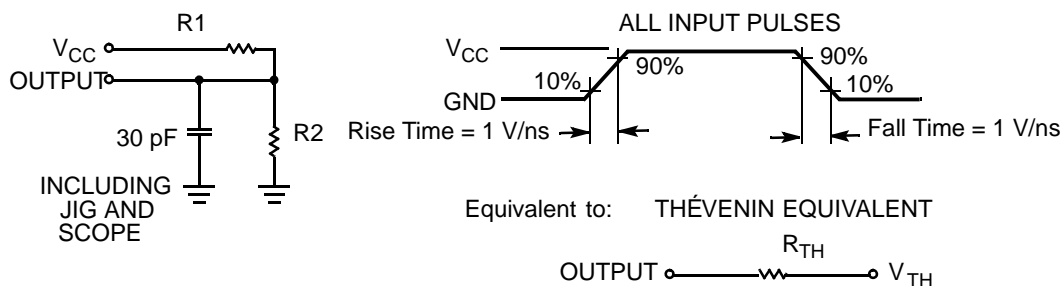 R1
VCC
OUTPUT
30 pF
R2
INCLUDING
JIG AND
SCOPE
ALL INPUT PULSES
VCC
GND
10%
90%
90%
10%
Rise Time = 1 V/ns
Fall Time = 1 V/ns
Equivalent to: THÉVENIN EQUIVALENT
RTH
OUTPUT
VTH